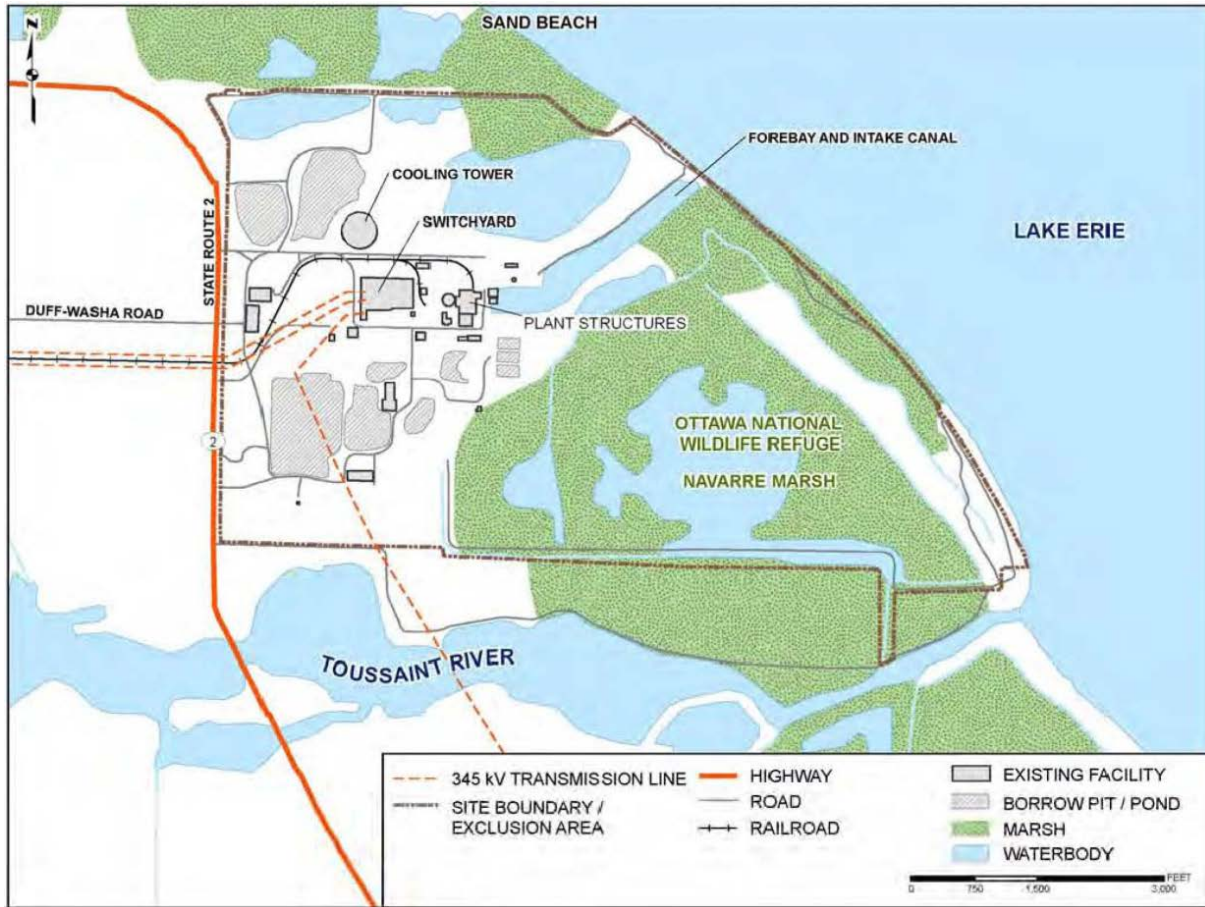 SAND BEACH
N
FOREBAY AND INTAKE CANAL
COOLING TOWER
SWITCHYARD
LAKE ERIE
STATE ROUTE 2
DUFF-WASHA ROAD
PLANT STRUCTURES
OTTAWA NATIONAL
WILDLIFE REFUGE
NAVARRE MARSH
2
TOUSSAINT RIVER
345 kV TRANSMISSION LINE
SITE BOUNDARY /
EXCLUSION AREA
HIGHWAY
ROAD
RAILROAD
EXISTING FACILITY
BORROW PIT / POND
MARSH
WATERBODY
FEET
0 750 1,500 3,000